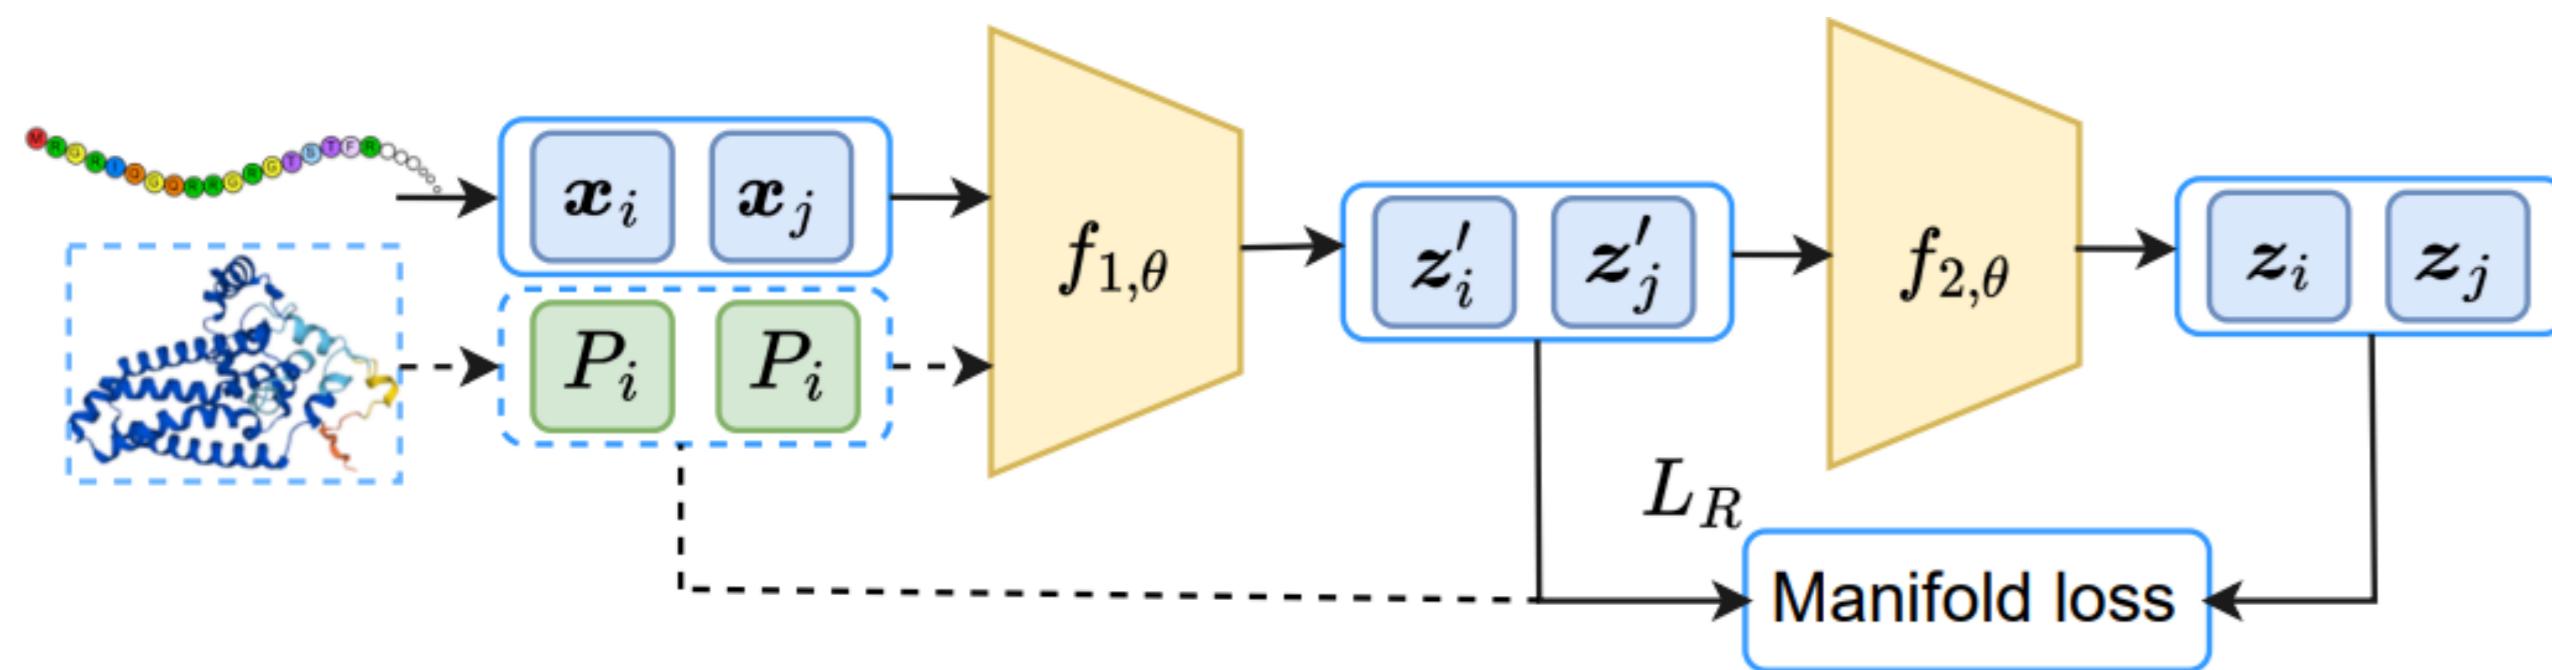 M R G R I Q G Q R R G R G T S T F R
x_i x_j
P_i P_i
f_{1,θ}
z'_i z'_j
f_{2,θ}
z_i z_j
L_R
Manifold loss